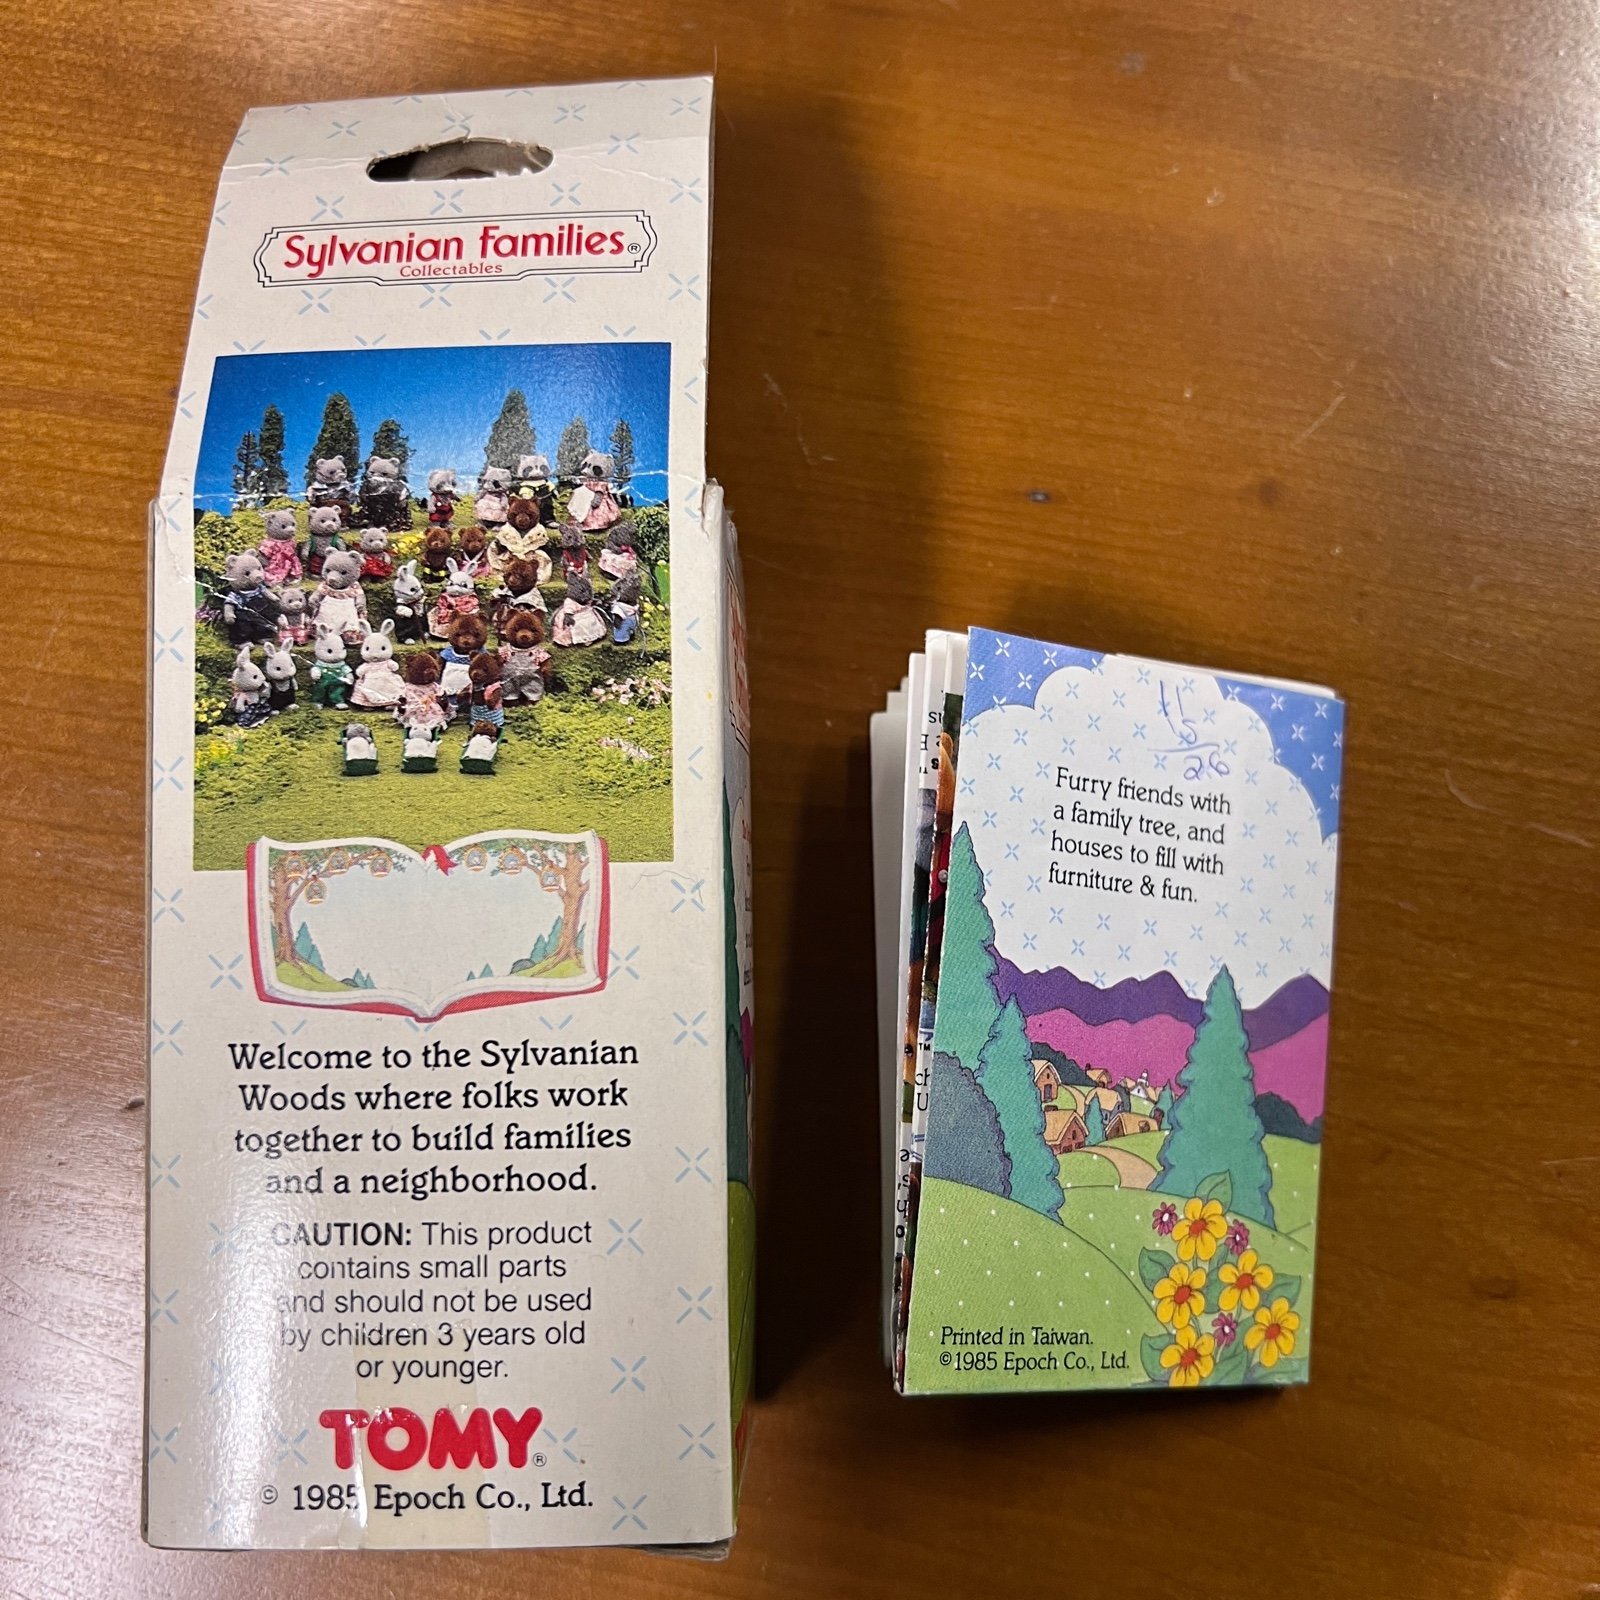 Sylvanian Families®
Collectables
Welcome to the Sylvanian
Woods where folks work
together to build families
and a neighborhood.
CAUTION: This product
contains small parts
and should not be used
by children 3 years old
or younger.
TOMY®
© 1985 Epoch Co., Ltd.
11
15
26
Furry friends with
a family tree, and
houses to fill with
furniture & fun.
Printed in Taiwan.
©1985 Epoch Co., Ltd.